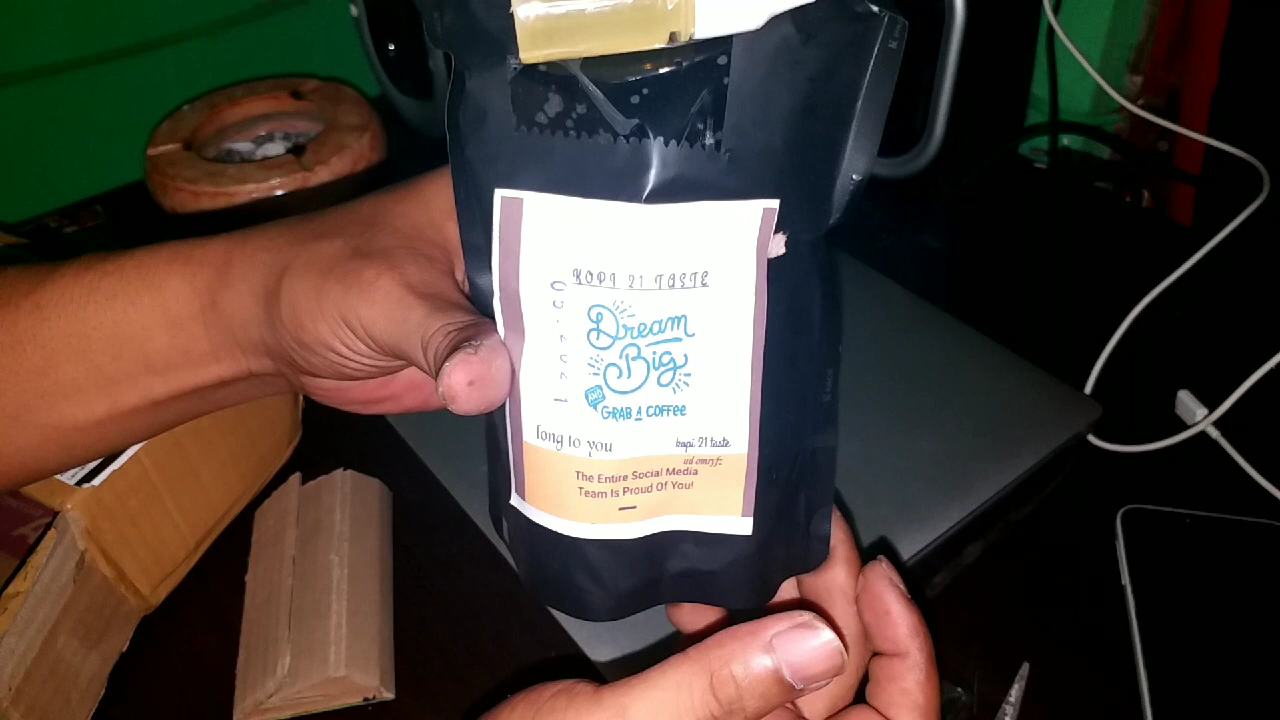 KOPI 21 TASTE
Dream
Big
AND
GRAB A COFFEE
fong to you
kopi 21 taste
The Entire Social Media
Team Is Proud Of You!